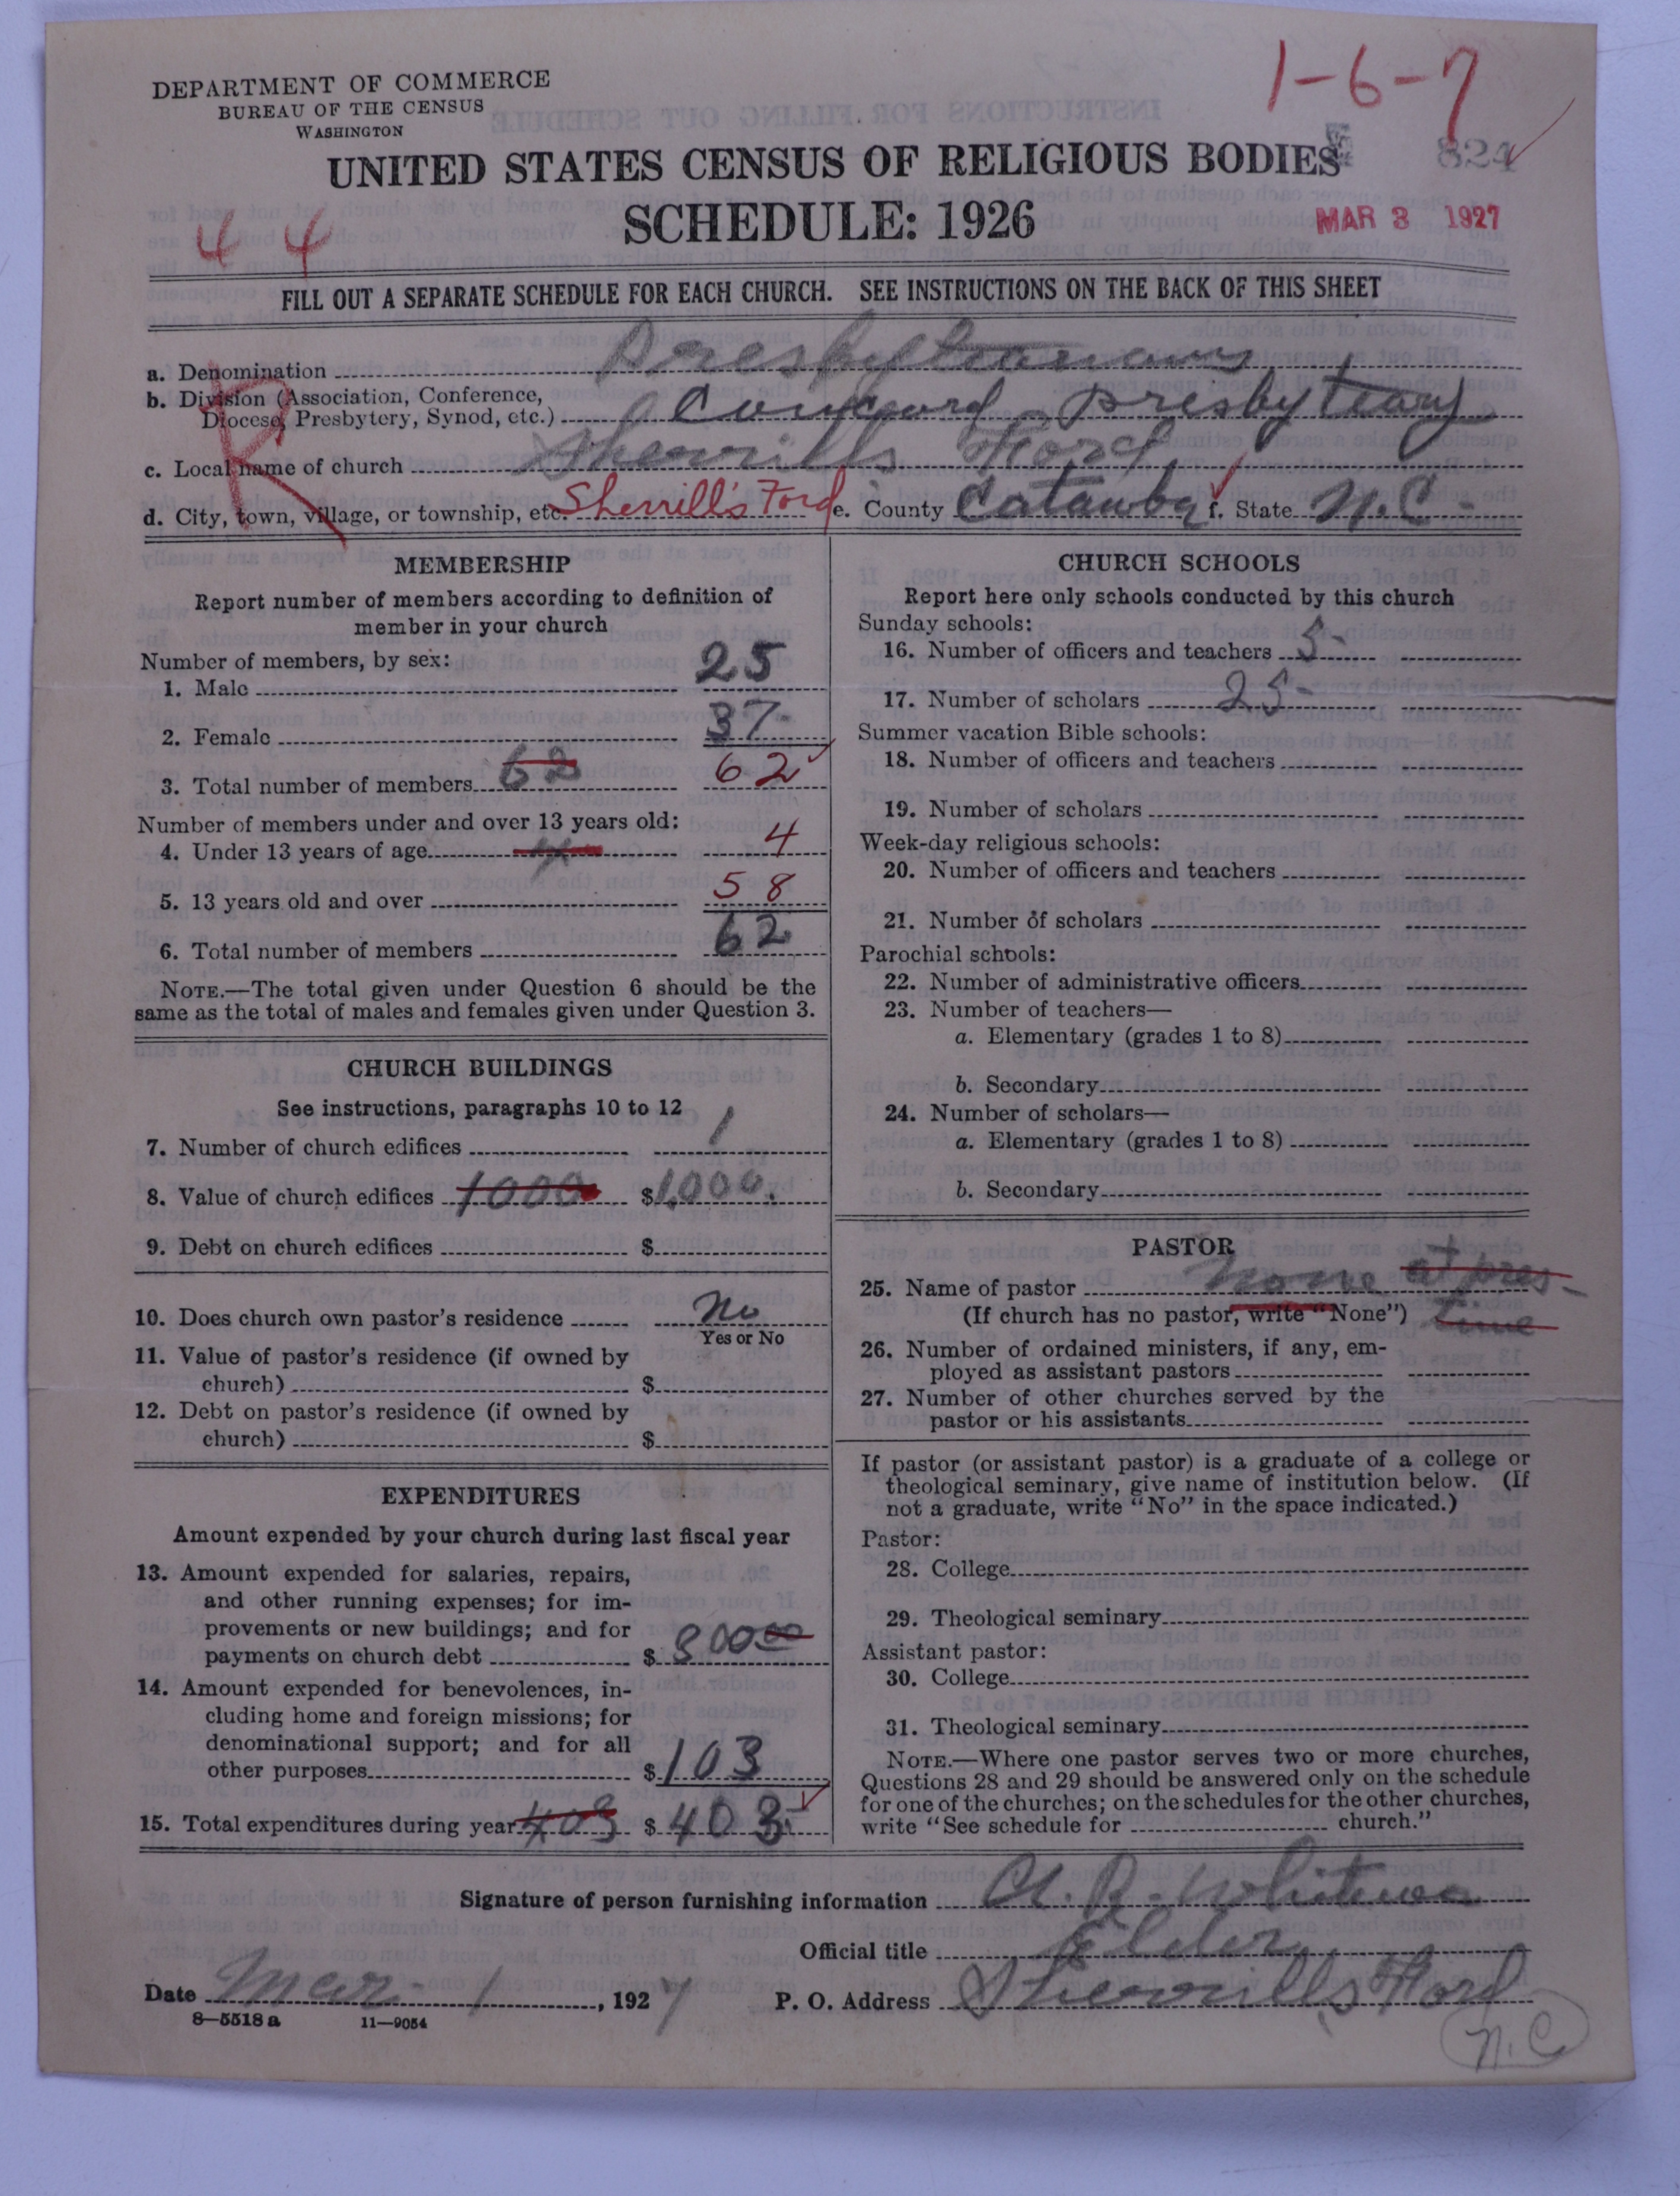 DEPARTMENT OF COMMERCE
BUREAU OF THE CENSUS
WASHINGTON
1-6-7
824
UNITED STATES CENSUS OF RELIGIOUS BODIES
SCHEDULE: 1926
MAR 3 1927
44
FILL OUT A SEPARATE SCHEDULE FOR EACH CHURCH. SEE INSTRUCTIONS ON THE BACK OF THIS SHEET
R
a. Denomination
b. Division (Association, Conference,
Diocese, Presbytery, Synod, etc.)
c. Local name of church Sherrills Ford
d. City, town, village, or township, etc. Sherrill's Ford e. County Catawba f. State N.C-
MEMBERSHIP
Report number of members according to definition of
member in your church
Number of members, by sex:
1. Male 25
2. Female 37
3. Total number of members 62 62
Number of members under and over 13 years old:
4. Under 13 years of age 4 4
5. 13 years old and over 58
6. Total number of members 62
NOTE.—The total given under Question 6 should be the
same as the total of males and females given under Question 3.
CHURCH BUILDINGS
See instructions, paragraphs 10 to 12
7. Number of church edifices 1
8. Value of church edifices 1000 $1,000.
9. Debt on church edifices $
10. Does church own pastor's residence No
Yes or No
11. Value of pastor's residence (if owned by
church) $
12. Debt on pastor's residence (if owned by
church) $
EXPENDITURES
Amount expended by your church during last fiscal year
13. Amount expended for salaries, repairs,
and other running expenses; for im-
provements or new buildings; and for
payments on church debt $ 300 00
14. Amount expended for benevolences, in-
cluding home and foreign missions; for
denominational support; and for all
other purposes $ 103
15. Total expenditures during year 403 $ 403
CHURCH SCHOOLS
Report here only schools conducted by this church
Sunday schools:
16. Number of officers and teachers 5-
17. Number of scholars 25-
Summer vacation Bible schools:
18. Number of officers and teachers
19. Number of scholars
Week-day religious schools:
20. Number of officers and teachers
21. Number of scholars
Parochial schools:
22. Number of administrative officers
23. Number of teachers—
a. Elementary (grades 1 to 8)
b. Secondary
24. Number of scholars—
a. Elementary (grades 1 to 8)
b. Secondary
PASTOR
25. Name of pastor None at pres-
(If church has no pastor, write "None") time
26. Number of ordained ministers, if any, em-
ployed as assistant pastors
27. Number of other churches served by the
pastor or his assistants
If pastor (or assistant pastor) is a graduate of a college or
theological seminary, give name of institution below. (If
not a graduate, write "No" in the space indicated.)
Pastor:
28. College
29. Theological seminary
Assistant pastor:
30. College
31. Theological seminary
NOTE.—Where one pastor serves two or more churches,
Questions 28 and 29 should be answered only on the schedule
for one of the churches; on the schedules for the other churches,
write "See schedule for church."
Signature of person furnishing information
Official title Elder
Date Mar. 1, 1927 P. O. Address Sherrills Ford
8—5518 a 11—9054
N.C